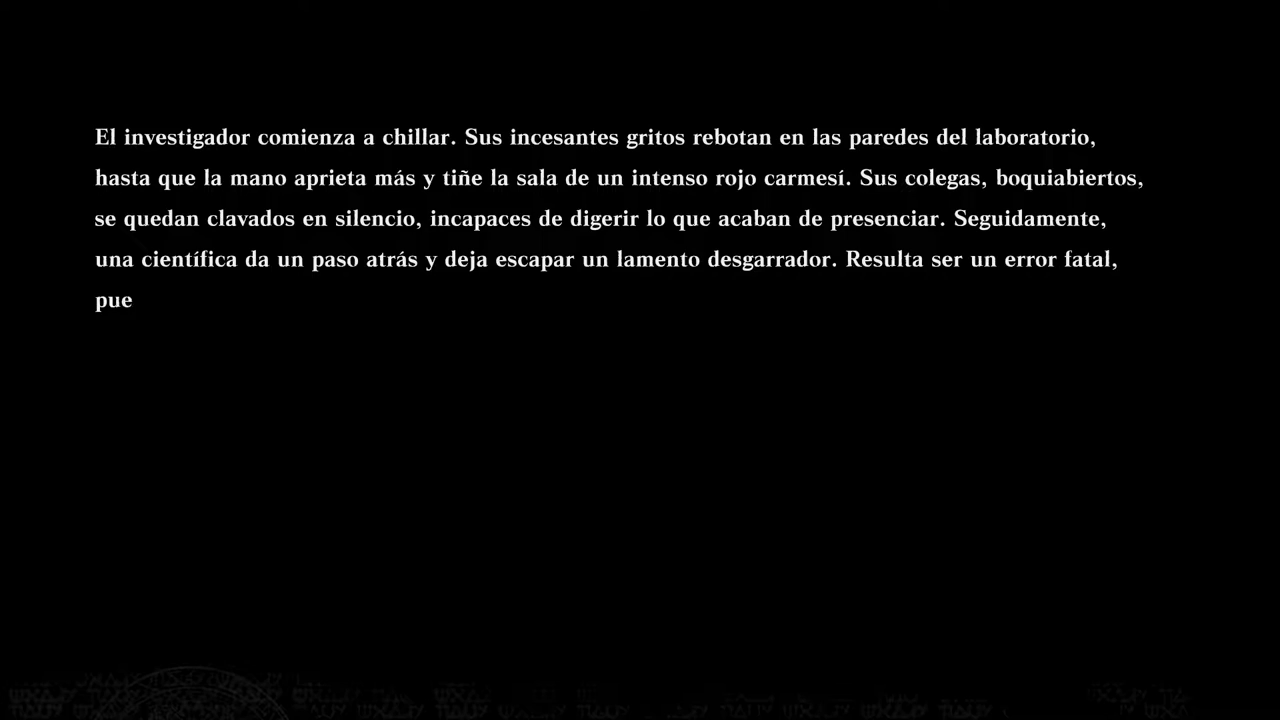 El investigador comienza a chillar. Sus incesantes gritos rebotan en las paredes del laboratorio,
hasta que la mano aprieta más y tiñe la sala de un intenso rojo carmesí. Sus colegas, boquiabiertos,
se quedan clavados en silencio, incapaces de digerir lo que acaban de presenciar. Seguidamente,
una científica da un paso atrás y deja escapar un lamento desgarrador. Resulta ser un error fatal,
pue